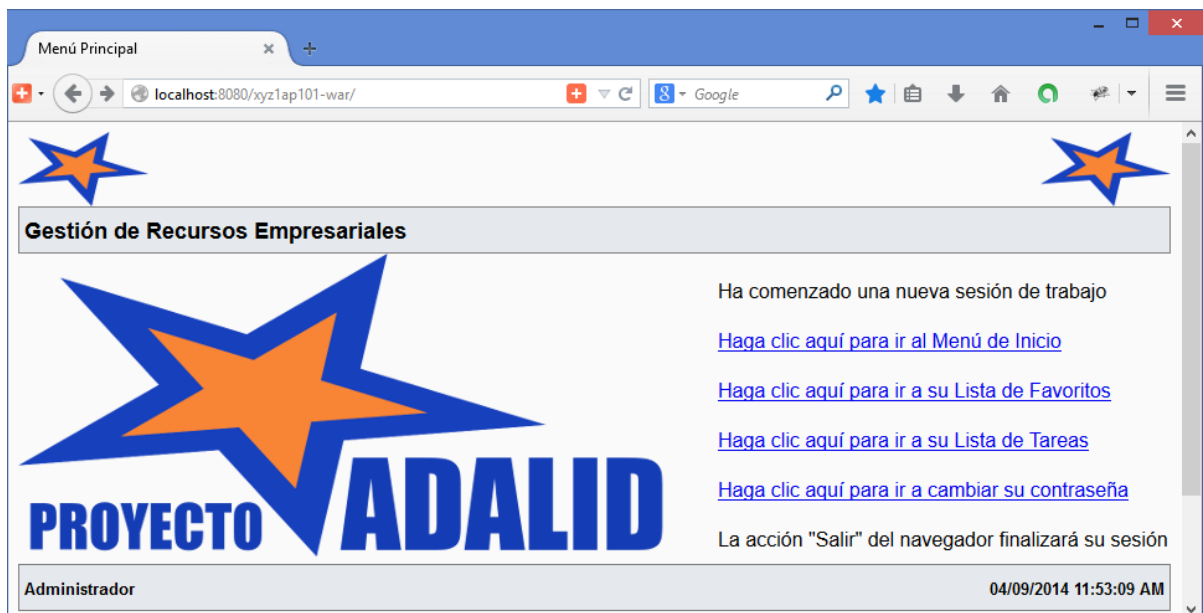 Menú Principal
localhost:8080/xyz1ap101-war/
Google
Gestión de Recursos Empresariales
Ha comenzado una nueva sesión de trabajo
Haga clic aquí para ir al Menú de Inicio
Haga clic aquí para ir a su Lista de Favoritos
Haga clic aquí para ir a su Lista de Tareas
Haga clic aquí para ir a cambiar su contraseña
La acción "Salir" del navegador finalizará su sesión
PROYECTO ADALID
Administrador 04/09/2014 11:53:09 AM